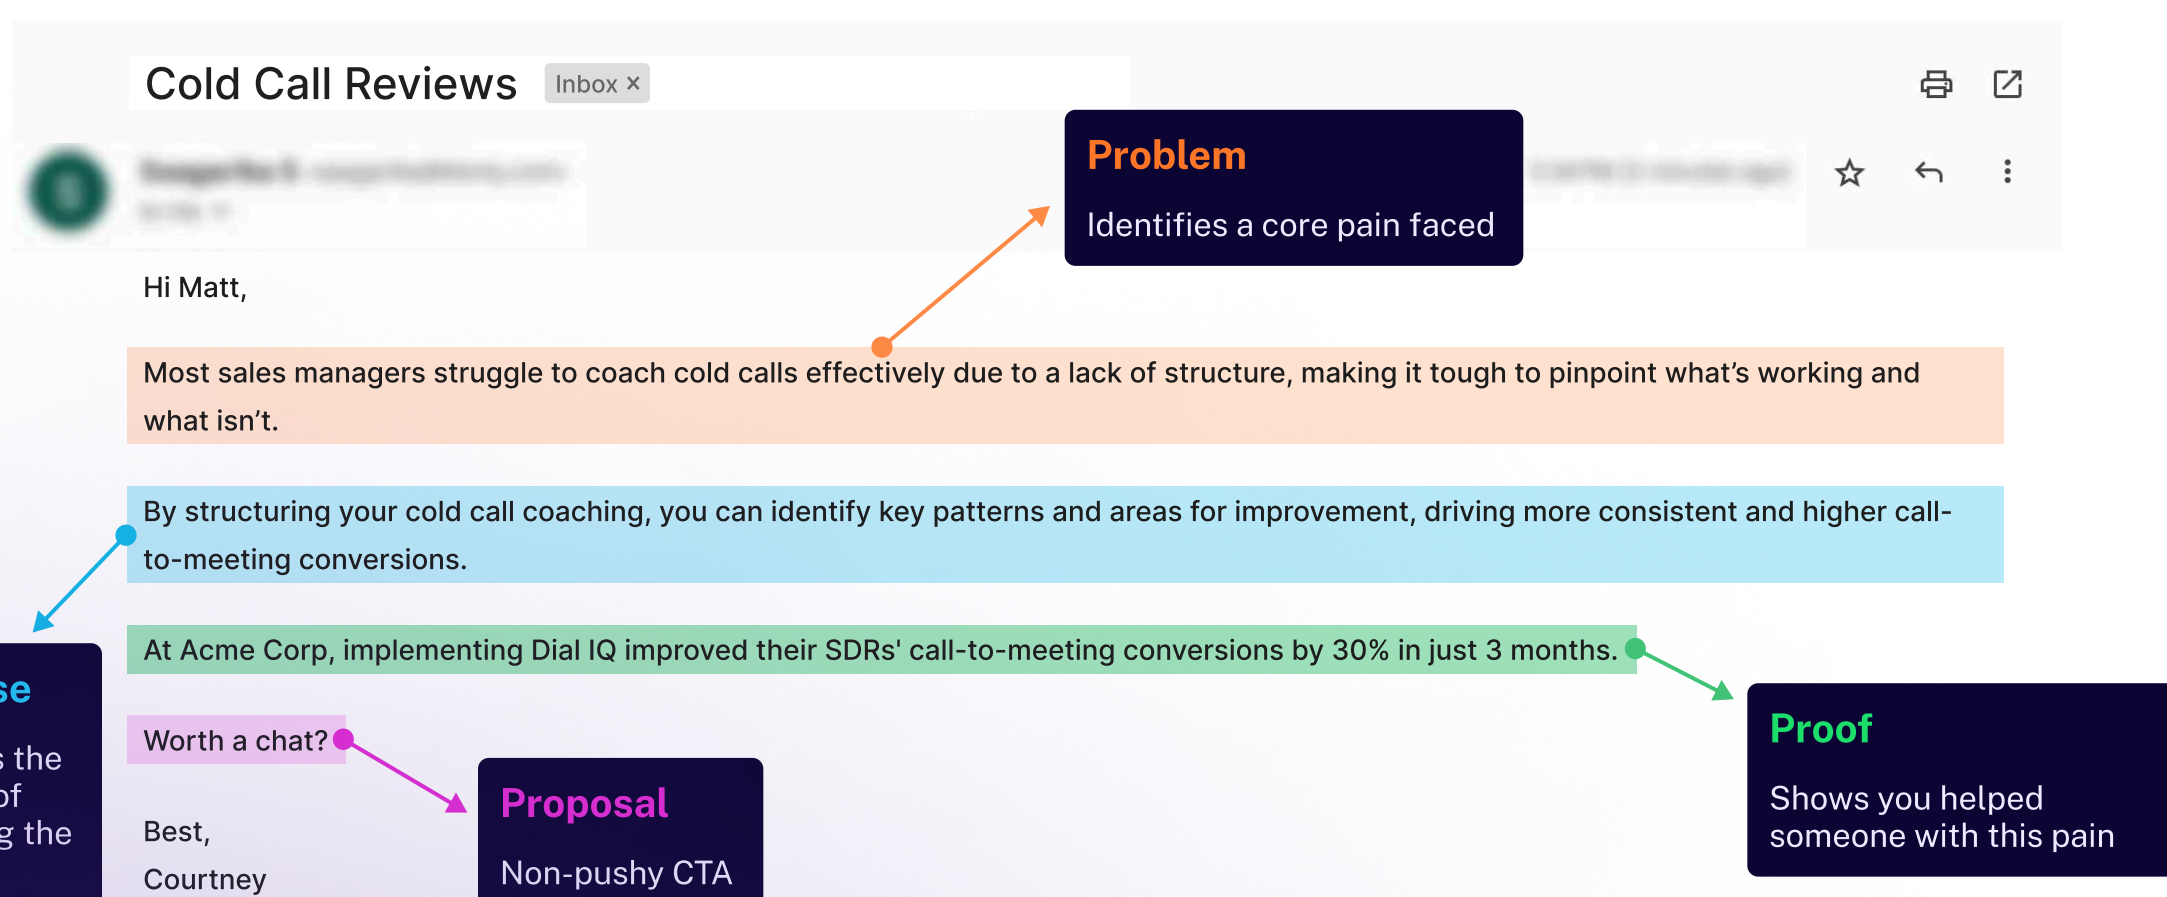 Cold Call Reviews Inbox ×
Problem
Identifies a core pain faced
Hi Matt,
Most sales managers struggle to coach cold calls effectively due to a lack of structure, making it tough to pinpoint what’s working and
what isn’t.
By structuring your cold call coaching, you can identify key patterns and areas for improvement, driving more consistent and higher call-
to-meeting conversions.
At Acme Corp, implementing Dial IQ improved their SDRs' call-to-meeting conversions by 30% in just 3 months.
se
s the
of
g the
Worth a chat?
Proposal
Non-pushy CTA
Proof
Shows you helped
someone with this pain
Best,
Courtney